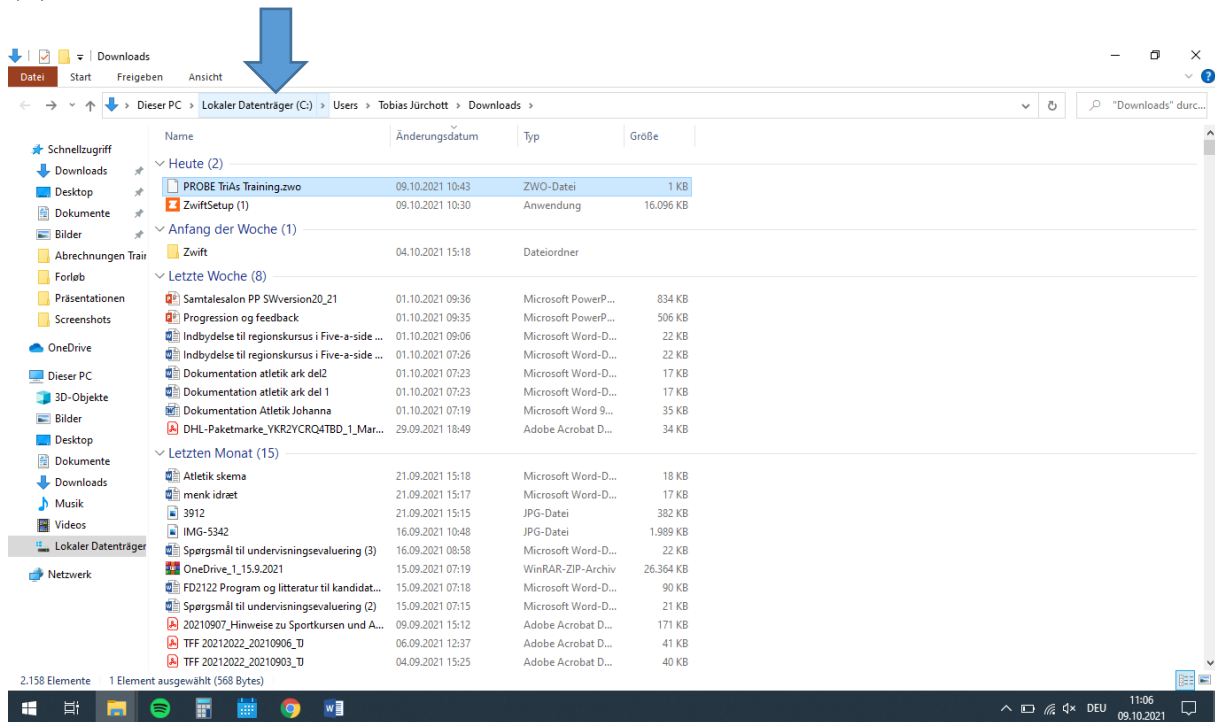 Downloads
Datei Start Freigeben Ansicht
Dieser PC > Lokaler Datenträger (C:) > Users > Tobias Jürchott > Downloads >
"Downloads" durc...
Name Änderungsdatum Typ Größe
Schnellzugriff
Downloads
Desktop
Dokumente
Bilder
Abrechnungen Train
Forløb
Präsentationen
Screenshots
OneDrive
Dieser PC
3D-Objekte
Bilder
Desktop
Dokumente
Downloads
Musik
Videos
Lokaler Datenträger
Netzwerk
Heute (2)
PROBE TriAs Training.zwo 09.10.2021 10:43 ZWO-Datei 1 KB
ZwiftSetup (1) 09.10.2021 10:30 Anwendung 16.096 KB
Anfang der Woche (1)
Zwift 04.10.2021 15:18 Dateiordner
Letzte Woche (8)
Samtalesalon PP SWversion20_21 01.10.2021 09:36 Microsoft PowerP... 834 KB
Progression og feedback 01.10.2021 09:35 Microsoft PowerP... 506 KB
Indbydelse til regionskursus i Five-a-side ... 01.10.2021 09:06 Microsoft Word-D... 22 KB
Indbydelse til regionskursus i Five-a-side ... 01.10.2021 07:26 Microsoft Word-D... 22 KB
Dokumentation atletik ark del2 01.10.2021 07:23 Microsoft Word-D... 17 KB
Dokumentation atletik ark del 1 01.10.2021 07:23 Microsoft Word-D... 17 KB
Dokumentation Atletik Johanna 01.10.2021 07:19 Microsoft Word 9... 35 KB
DHL-Paketmarke_YKR2YCRQ4TBD_1_Mar... 29.09.2021 18:49 Adobe Acrobat D... 34 KB
Letzten Monat (15)
Atletik skema 21.09.2021 15:18 Microsoft Word-D... 18 KB
menk idræt 21.09.2021 15:17 Microsoft Word-D... 17 KB
3912 21.09.2021 15:15 JPG-Datei 382 KB
IMG-5342 16.09.2021 10:48 JPG-Datei 1.989 KB
Spørgsmål til undervisningsevaluering (3) 16.09.2021 08:58 Microsoft Word-D... 22 KB
OneDrive_1_15.9.2021 15.09.2021 07:19 WinRAR-ZIP-Archiv 26.364 KB
FD2122 Program og litteratur til kandidat... 15.09.2021 07:18 Microsoft Word-D... 90 KB
Spørgsmål til undervisningsevaluering (2) 15.09.2021 07:15 Microsoft Word-D... 21 KB
20210907_Hinweise zu Sportkursen und A... 09.09.2021 15:12 Adobe Acrobat D... 171 KB
TFF 20212022_20210906_TJ 06.09.2021 12:37 Adobe Acrobat D... 41 KB
TFF 20212022_20210903_TJ 04.09.2021 15:25 Adobe Acrobat D... 40 KB
2.158 Elemente 1 Element ausgewählt (568 Bytes)
DEU 11:06
09.10.2021